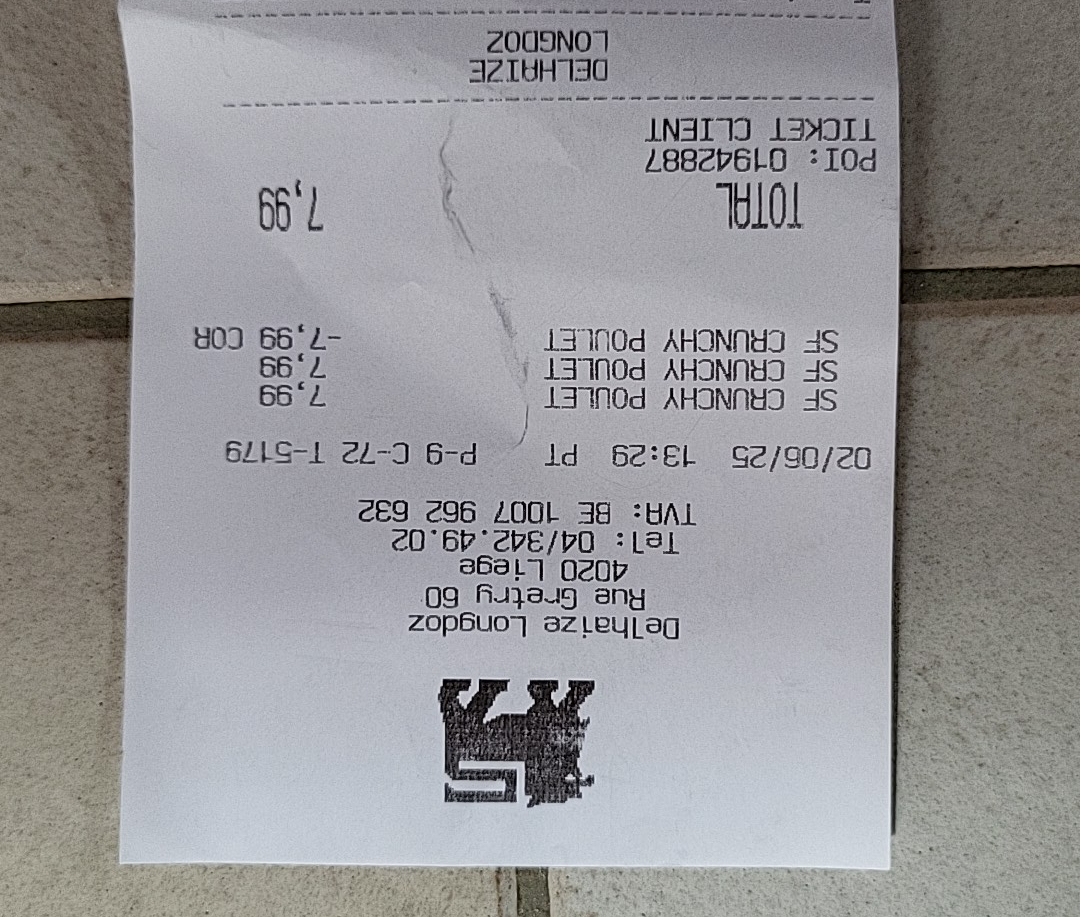 Delhaize Longdoz
Rue Gretry 60
4020 Liege
Tel: 04/342.49.02
TVA: BE 1007 962 632
02/06/25 13:29 PT P-9 C-72 T-5179
SF CRUNCHY POULET 7,99
SF CRUNCHY POULET 7,99
SF CRUNCHY POULET -7,99 COR
TOTAL 7,99
POI: 01942887
TICKET CLIENT
DELHAIZE
LONGDOZ